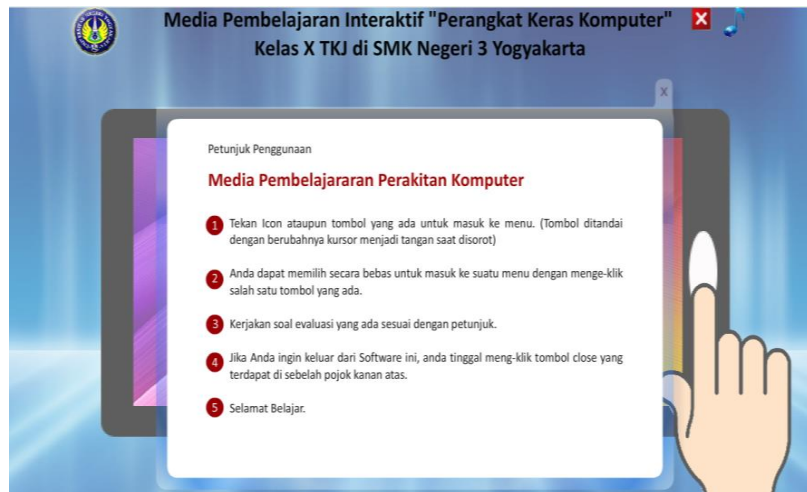 Media Pembelajaran Interaktif "Perangkat Keras Komputer"
Kelas X TKJ di SMK Negeri 3 Yogyakarta
X
Petunjuk Penggunaan
Media Pembelajararan Perakitan Komputer
1 Tekan Icon ataupun tombol yang ada untuk masuk ke menu. (Tombol ditandai
dengan berubahnya kursor menjadi tangan saat disorot)
2 Anda dapat memilih secara bebas untuk masuk ke suatu menu dengan menge-klik
salah satu tombol yang ada.
3 Kerjakan soal evaluasi yang ada sesuai dengan petunjuk.
4 Jika Anda ingin keluar dari Software ini, anda tinggal meng-klik tombol close yang
terdapat di sebelah pojok kanan atas.
5 Selamat Belajar.